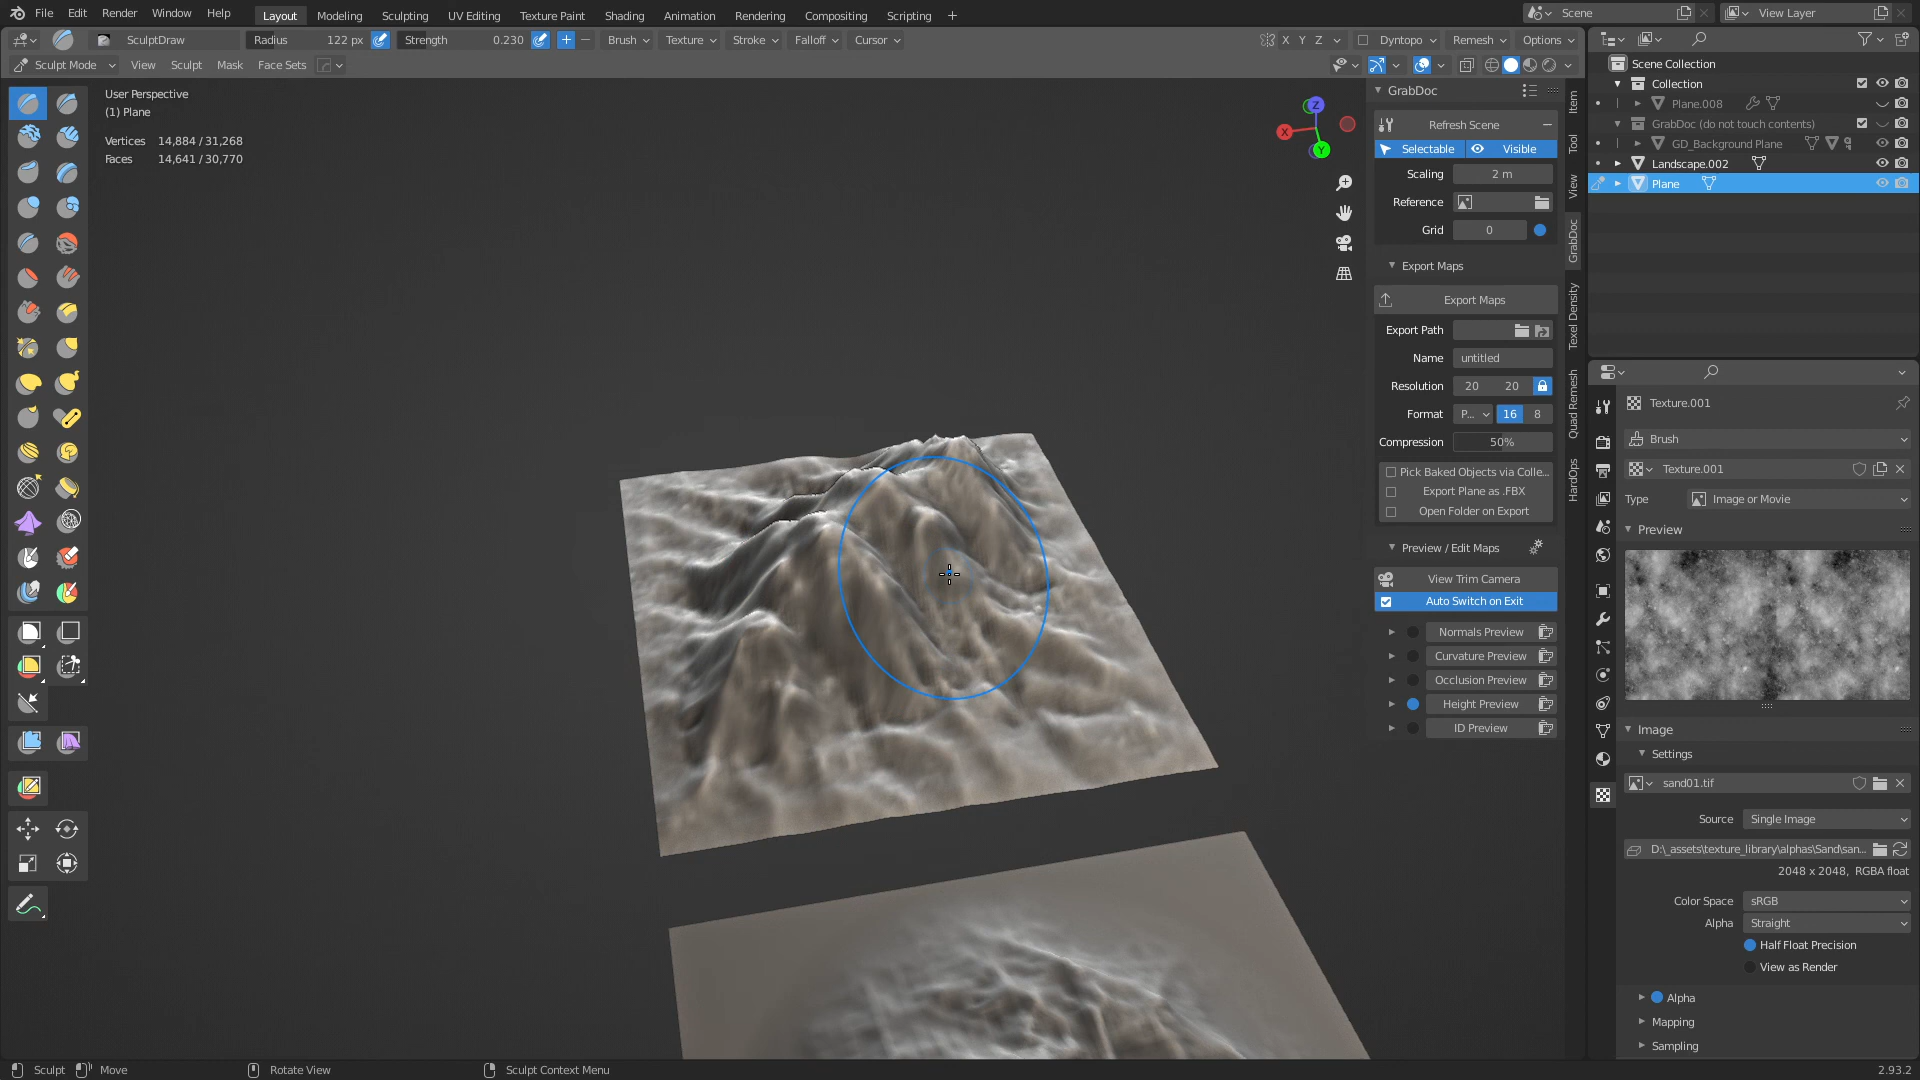 File Edit Render Window Help Layout Modeling Sculpting UV Editing Texture Paint Shading Animation Rendering Compositing Scripting + Scene View Layer
SculptDraw Radius 122 px Strength 0.230 + − Brush Texture Stroke Falloff Cursor X Y Z Dyntopo Remesh Options
Sculpt Mode View Sculpt Mask Face Sets
User Perspective
(1) Plane
Vertices 14,884 / 31,268
Faces 14,641 / 30,770
Z
X
Y
GrabDoc
Refresh Scene
Selectable Visible
Scaling 2 m
Reference
Grid 0
Export Maps
Export Maps
Export Path
Name untitled
Resolution 20 20
Format P... 16 8
Compression 50%
Pick Baked Objects via Colle...
Export Plane as .FBX
Open Folder on Export
Preview / Edit Maps
View Trim Camera
Auto Switch on Exit
Normals Preview
Curvature Preview
Occlusion Preview
Height Preview
ID Preview
Item
Tool
View
GrabDoc
Texel Density
Quad Remesh
HardOps
Scene Collection
Collection
Plane.008
GrabDoc (do not touch contents)
GD_Background Plane
Landscape.002
Plane
Texture.001
Brush
Texture.001
Type Image or Movie
Preview
Image
Settings
sand01.tif
Source Single Image
D:\_assets\texture_library\alphas\Sand\san...
2048 x 2048, RGBA float
Color Space sRGB
Alpha Straight
Half Float Precision
View as Render
Alpha
Mapping
Sampling
Sculpt Move Rotate View Sculpt Context Menu 2.93.2